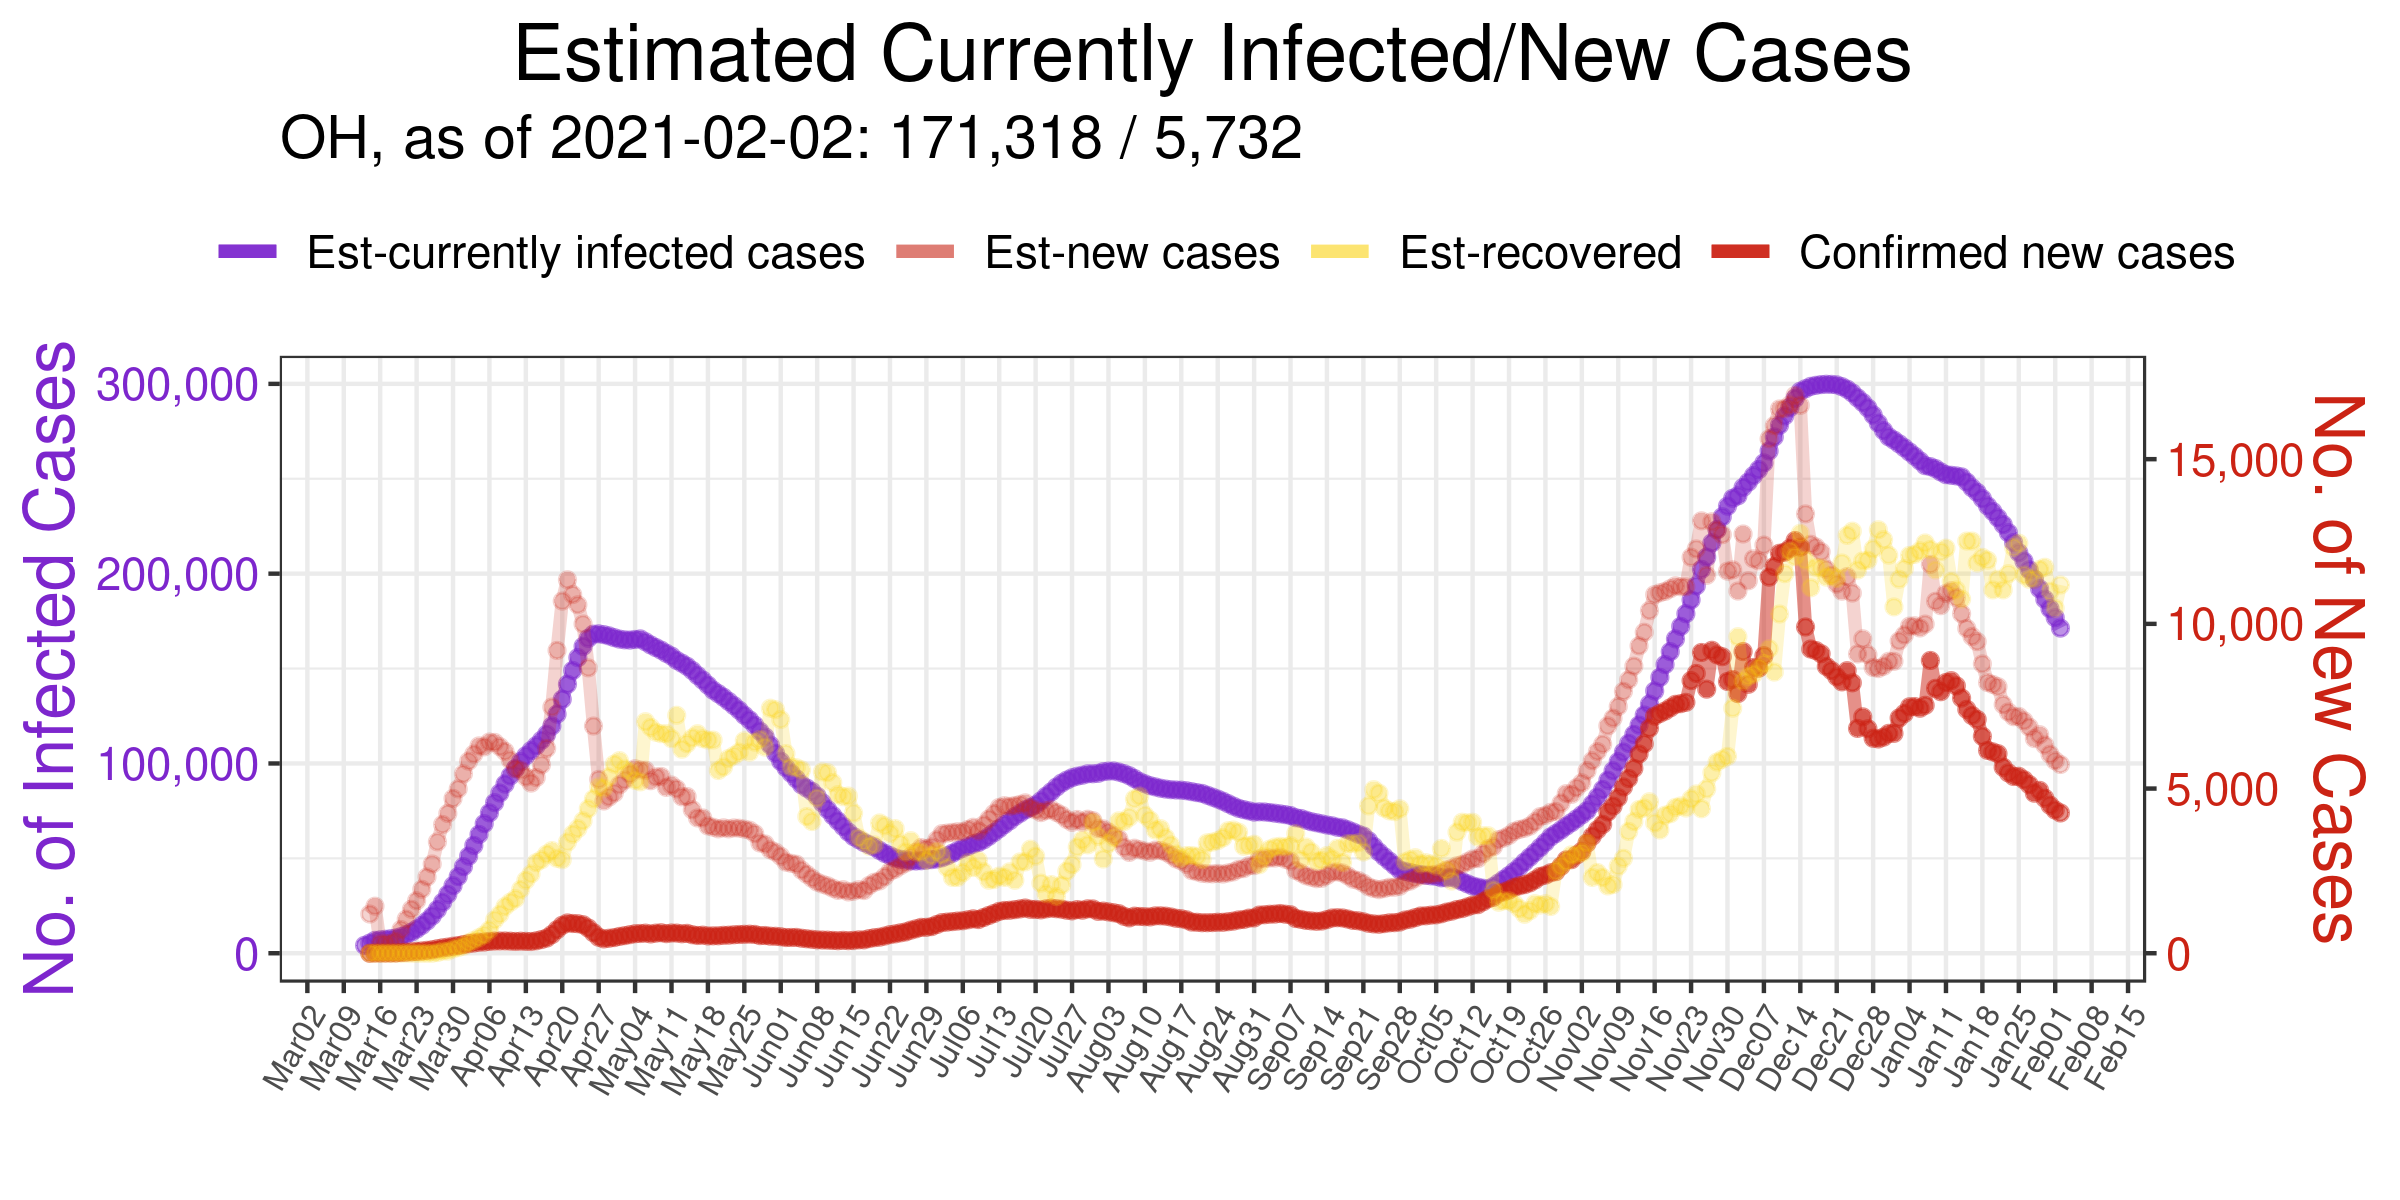 Estimated Currently Infected/New Cases
OH, as of 2021-02-02: 171,318 / 5,732
Est-currently infected cases Est-new cases Est-recovered Confirmed new cases
No. of Infected Cases
300,000
200,000
100,000
0
15,000
10,000
5,000
0
No. of New Cases
Mar02 Mar09 Mar16 Mar23 Mar30 Apr06 Apr13 Apr20 Apr27 May04 May11 May18 May25 Jun01 Jun08 Jun15 Jun22 Jun29 Jul06 Jul13 Jul20 Jul27 Aug03 Aug10 Aug17 Aug24 Aug31 Sep07 Sep14 Sep21 Sep28 Oct05 Oct12 Oct19 Oct26 Nov02 Nov09 Nov16 Nov23 Nov30 Dec07 Dec14 Dec21 Dec28 Jan04 Jan11 Jan18 Jan25 Feb01 Feb08 Feb15